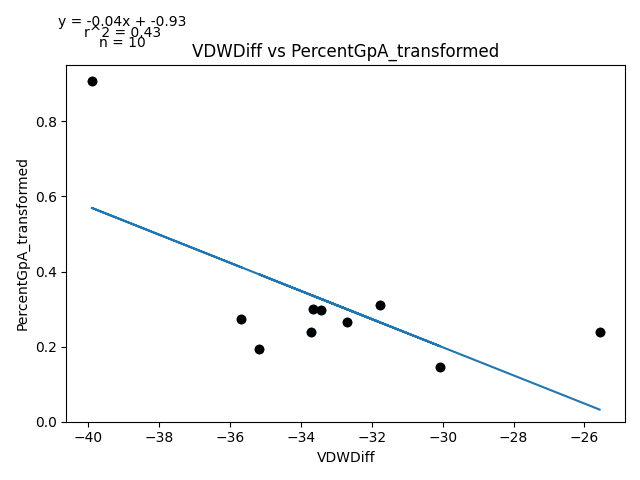 y = -0.04x + -0.93
r^2 = 0.43
n = 10
VDWDiff vs PercentGpA_transformed
PercentGpA_transformed
0.8
0.6
0.4
0.2
0.0
−40
−38
−36
−34
−32
−30
−28
−26
VDWDiff